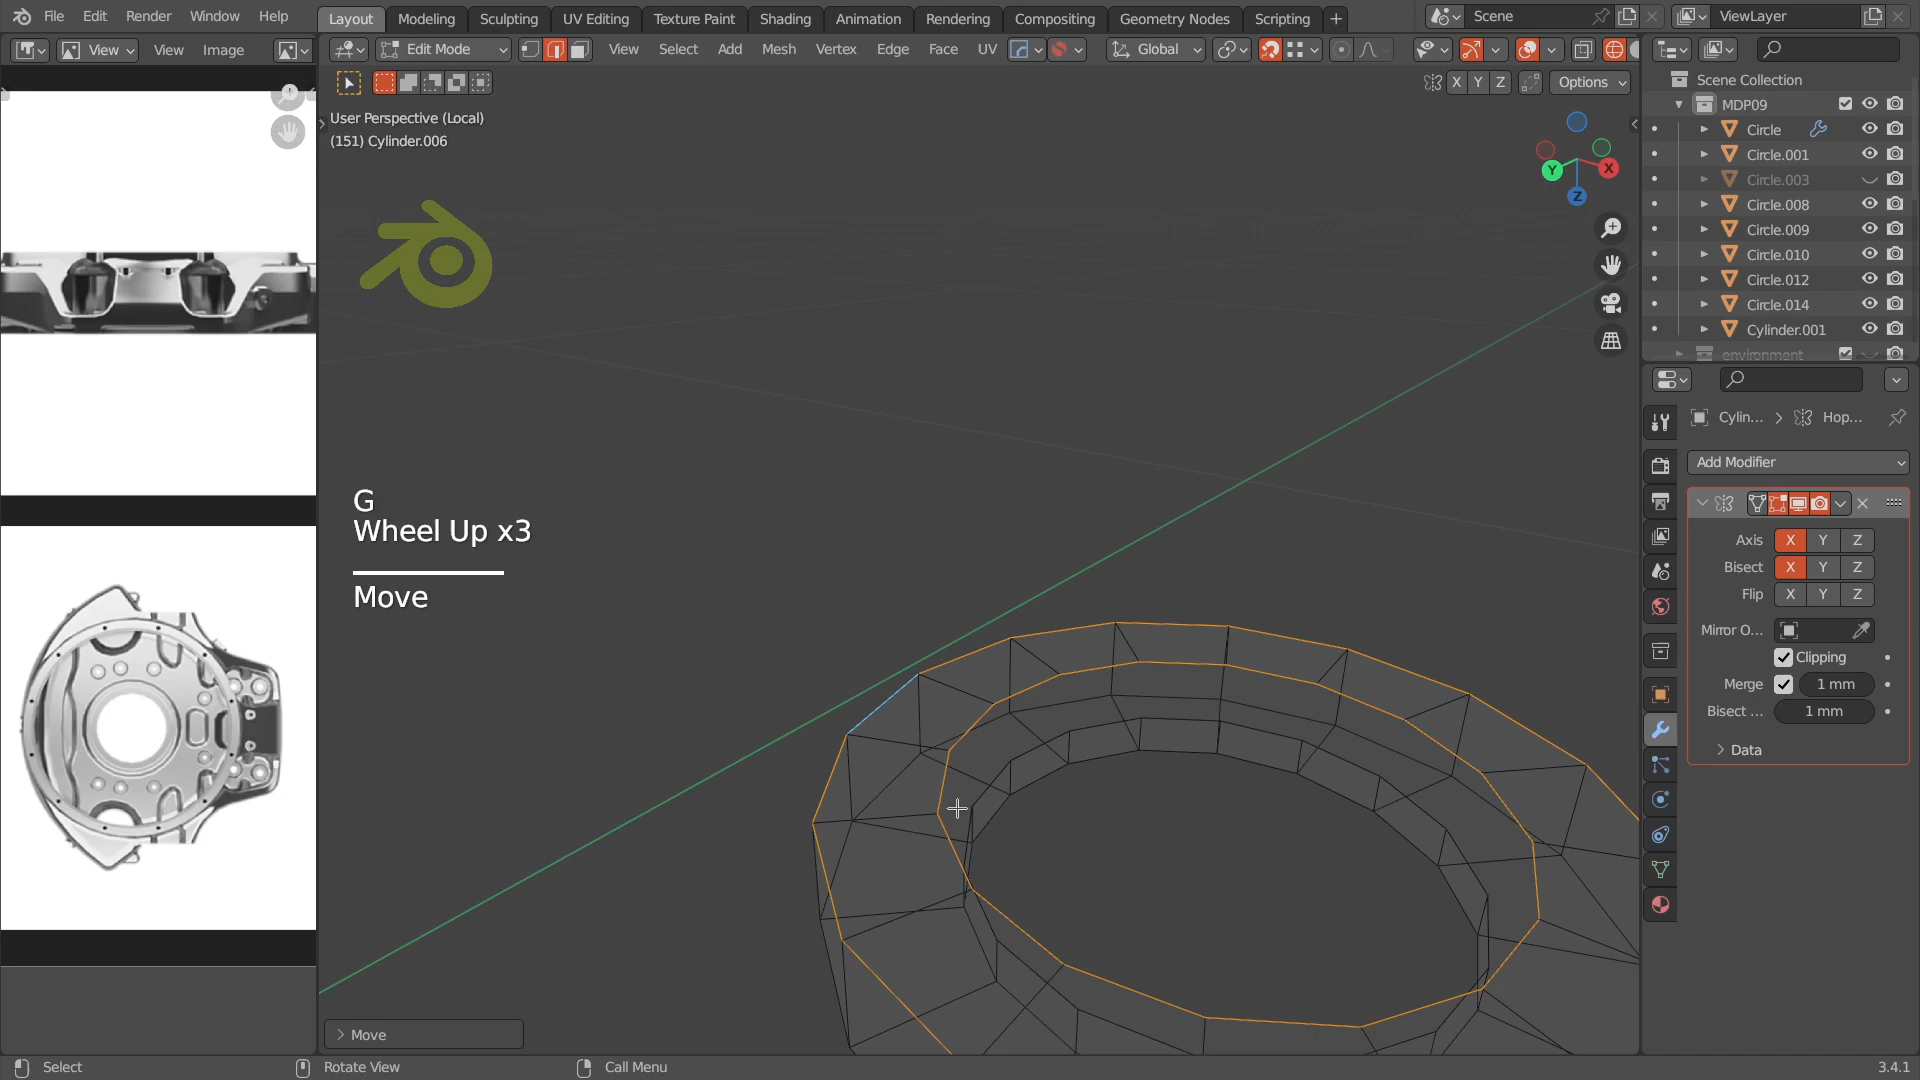 File Edit Render Window Help
Layout Modeling Sculpting UV Editing Texture Paint Shading Animation Rendering Compositing Geometry Nodes Scripting +
Scene
ViewLayer
View View Image
Edit Mode View Select Add Mesh Vertex Edge Face UV Global
X Y Z Options
User Perspective (Local)
(151) Cylinder.006
X
Y
Z
G
Wheel Up x3
Move
Move
Scene Collection
MDP09
Circle
Circle.001
Circle.003
Circle.008
Circle.009
Circle.010
Circle.012
Circle.014
Cylinder.001
environment
Cylin... > Hop...
Add Modifier
Axis X Y Z
Bisect X Y Z
Flip X Y Z
Mirror O...
Clipping
Merge 1 mm
Bisect ... 1 mm
Data
Select Rotate View Call Menu 3.4.1